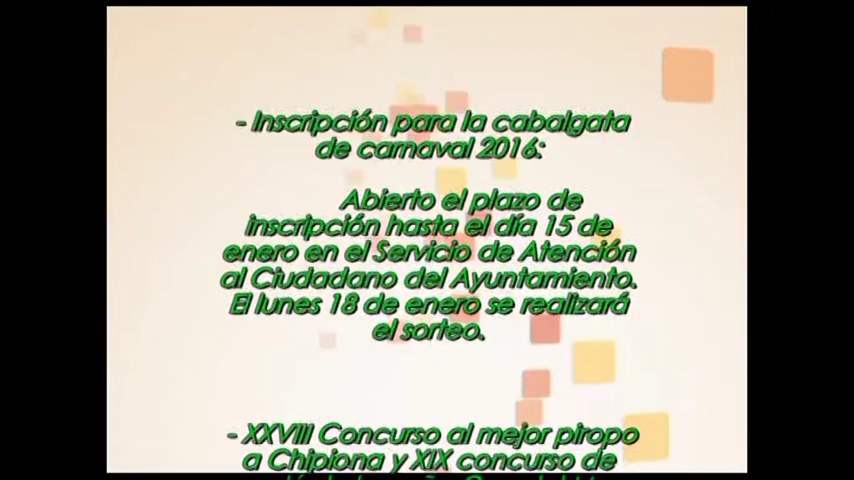 - Inscripción para la cabalgata
de carnaval 2016:
Abierto el plazo de
inscripción hasta el día 15 de
enero en el Servicio de Atención
al Ciudadano del Ayuntamiento.
El lunes 18 de enero se realizará
el sorteo.
- XXVIII Concurso al mejor piropo
a Chipiona y XIX concurso de